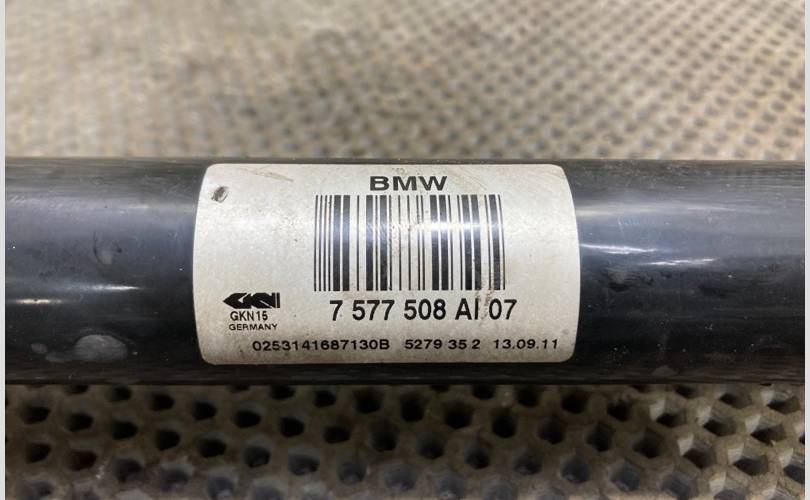 BMW
7 577 508 AI 07
GKN
GKN15
GERMANY
0253141687130B 5279 35 2 13.09.11